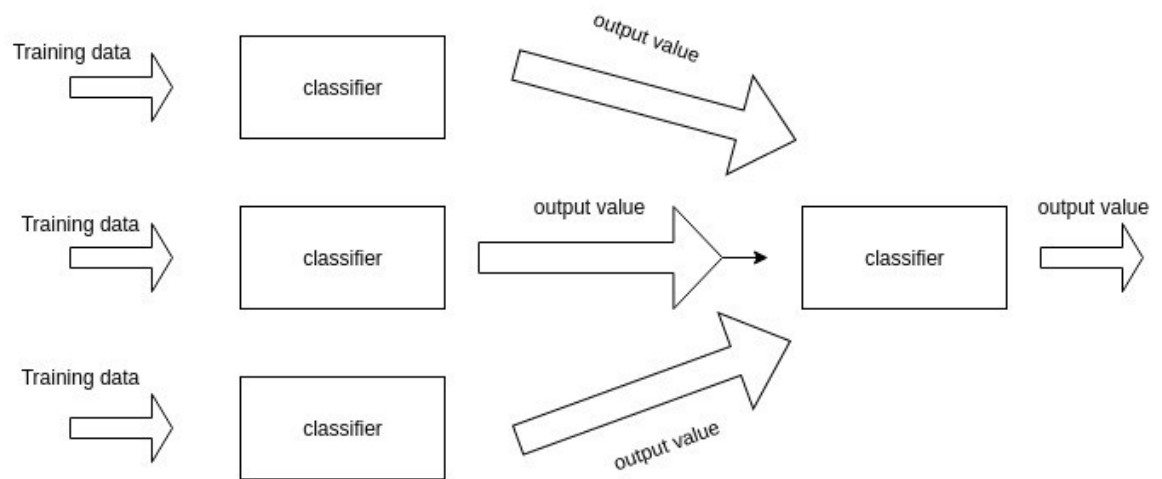 Training data
classifier
output value
Training data
classifier
output value
classifier
output value
Training data
classifier
output value